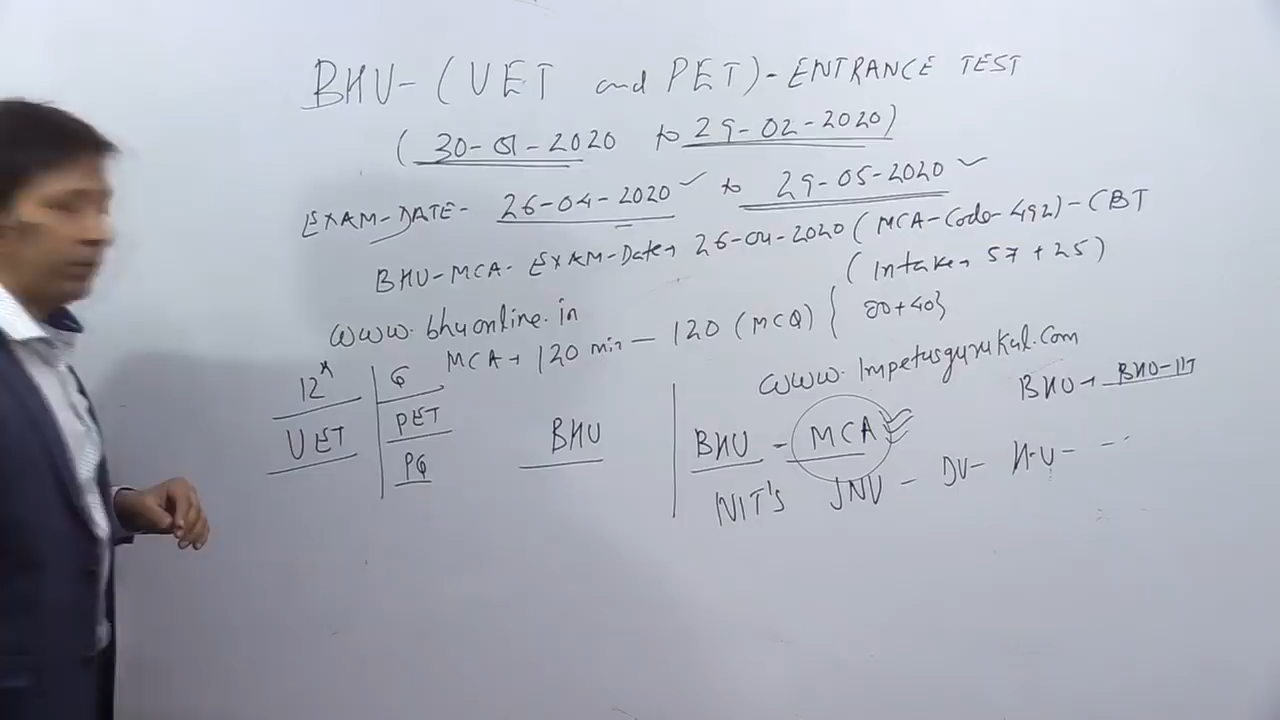 BHU-(UET and PET)-ENTRANCE TEST
(30-01-2020 to 29-02-2020)
EXAM-DATE- 26-04-2020 ✓ to 29-05-2020 ✓
BHU-MCA- EXAM-Date→ 26-04-2020 (MCA-Code-492)-CBT
(Intake→ 57+25)
www.bhuonline.in
MCA→ 120 min — 120 (MCQ) { 80+40}
www.Impetusgurukul.com
12th G
BHU→ BHU-IIT
UET PET BHU BHU - MCA
PG
NIT's JNU - DU- H.U- - --